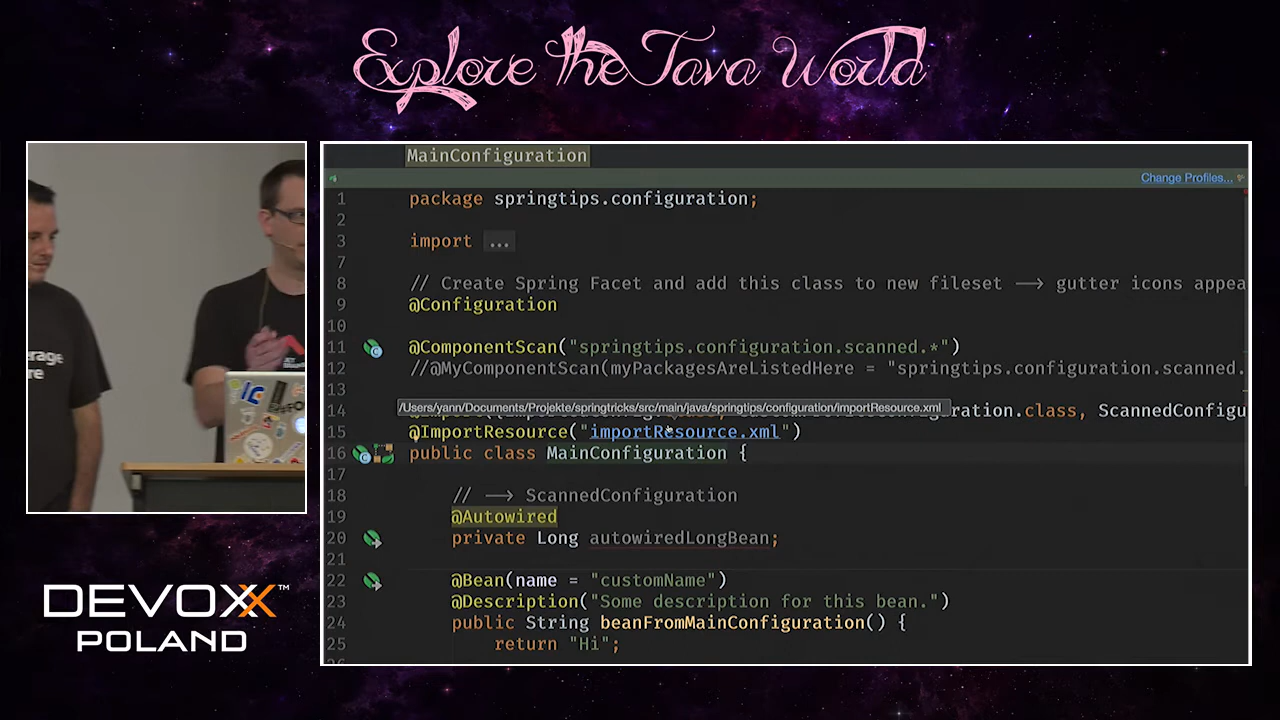 Explore the Java World
MainConfiguration
Change Profiles...
1 package springtips.configuration;
2
3 import ...
7
8 // Create Spring Facet and add this class to new fileset —> gutter icons appea
9 @Configuration
10
11 @ComponentScan("springtips.configuration.scanned.*")
12 //@MyComponentScan(myPackagesAreListedHere = "springtips.configuration.scanned.
13
/Users/yann/Documents/Projekte/springtricks/src/main/java/springtips/configuration/importResource.xml
14 .class, ScannedConfigu
15 @ImportResource("importResource.xml")
16 public class MainConfiguration {
17
18 // —> ScannedConfiguration
19 @Autowired
20 private Long autowiredLongBean;
21
22 @Bean(name = "customName")
23 @Description("Some description for this bean.")
24 public String beanFromMainConfiguration() {
25 return "Hi";
DEVOXX™
POLAND